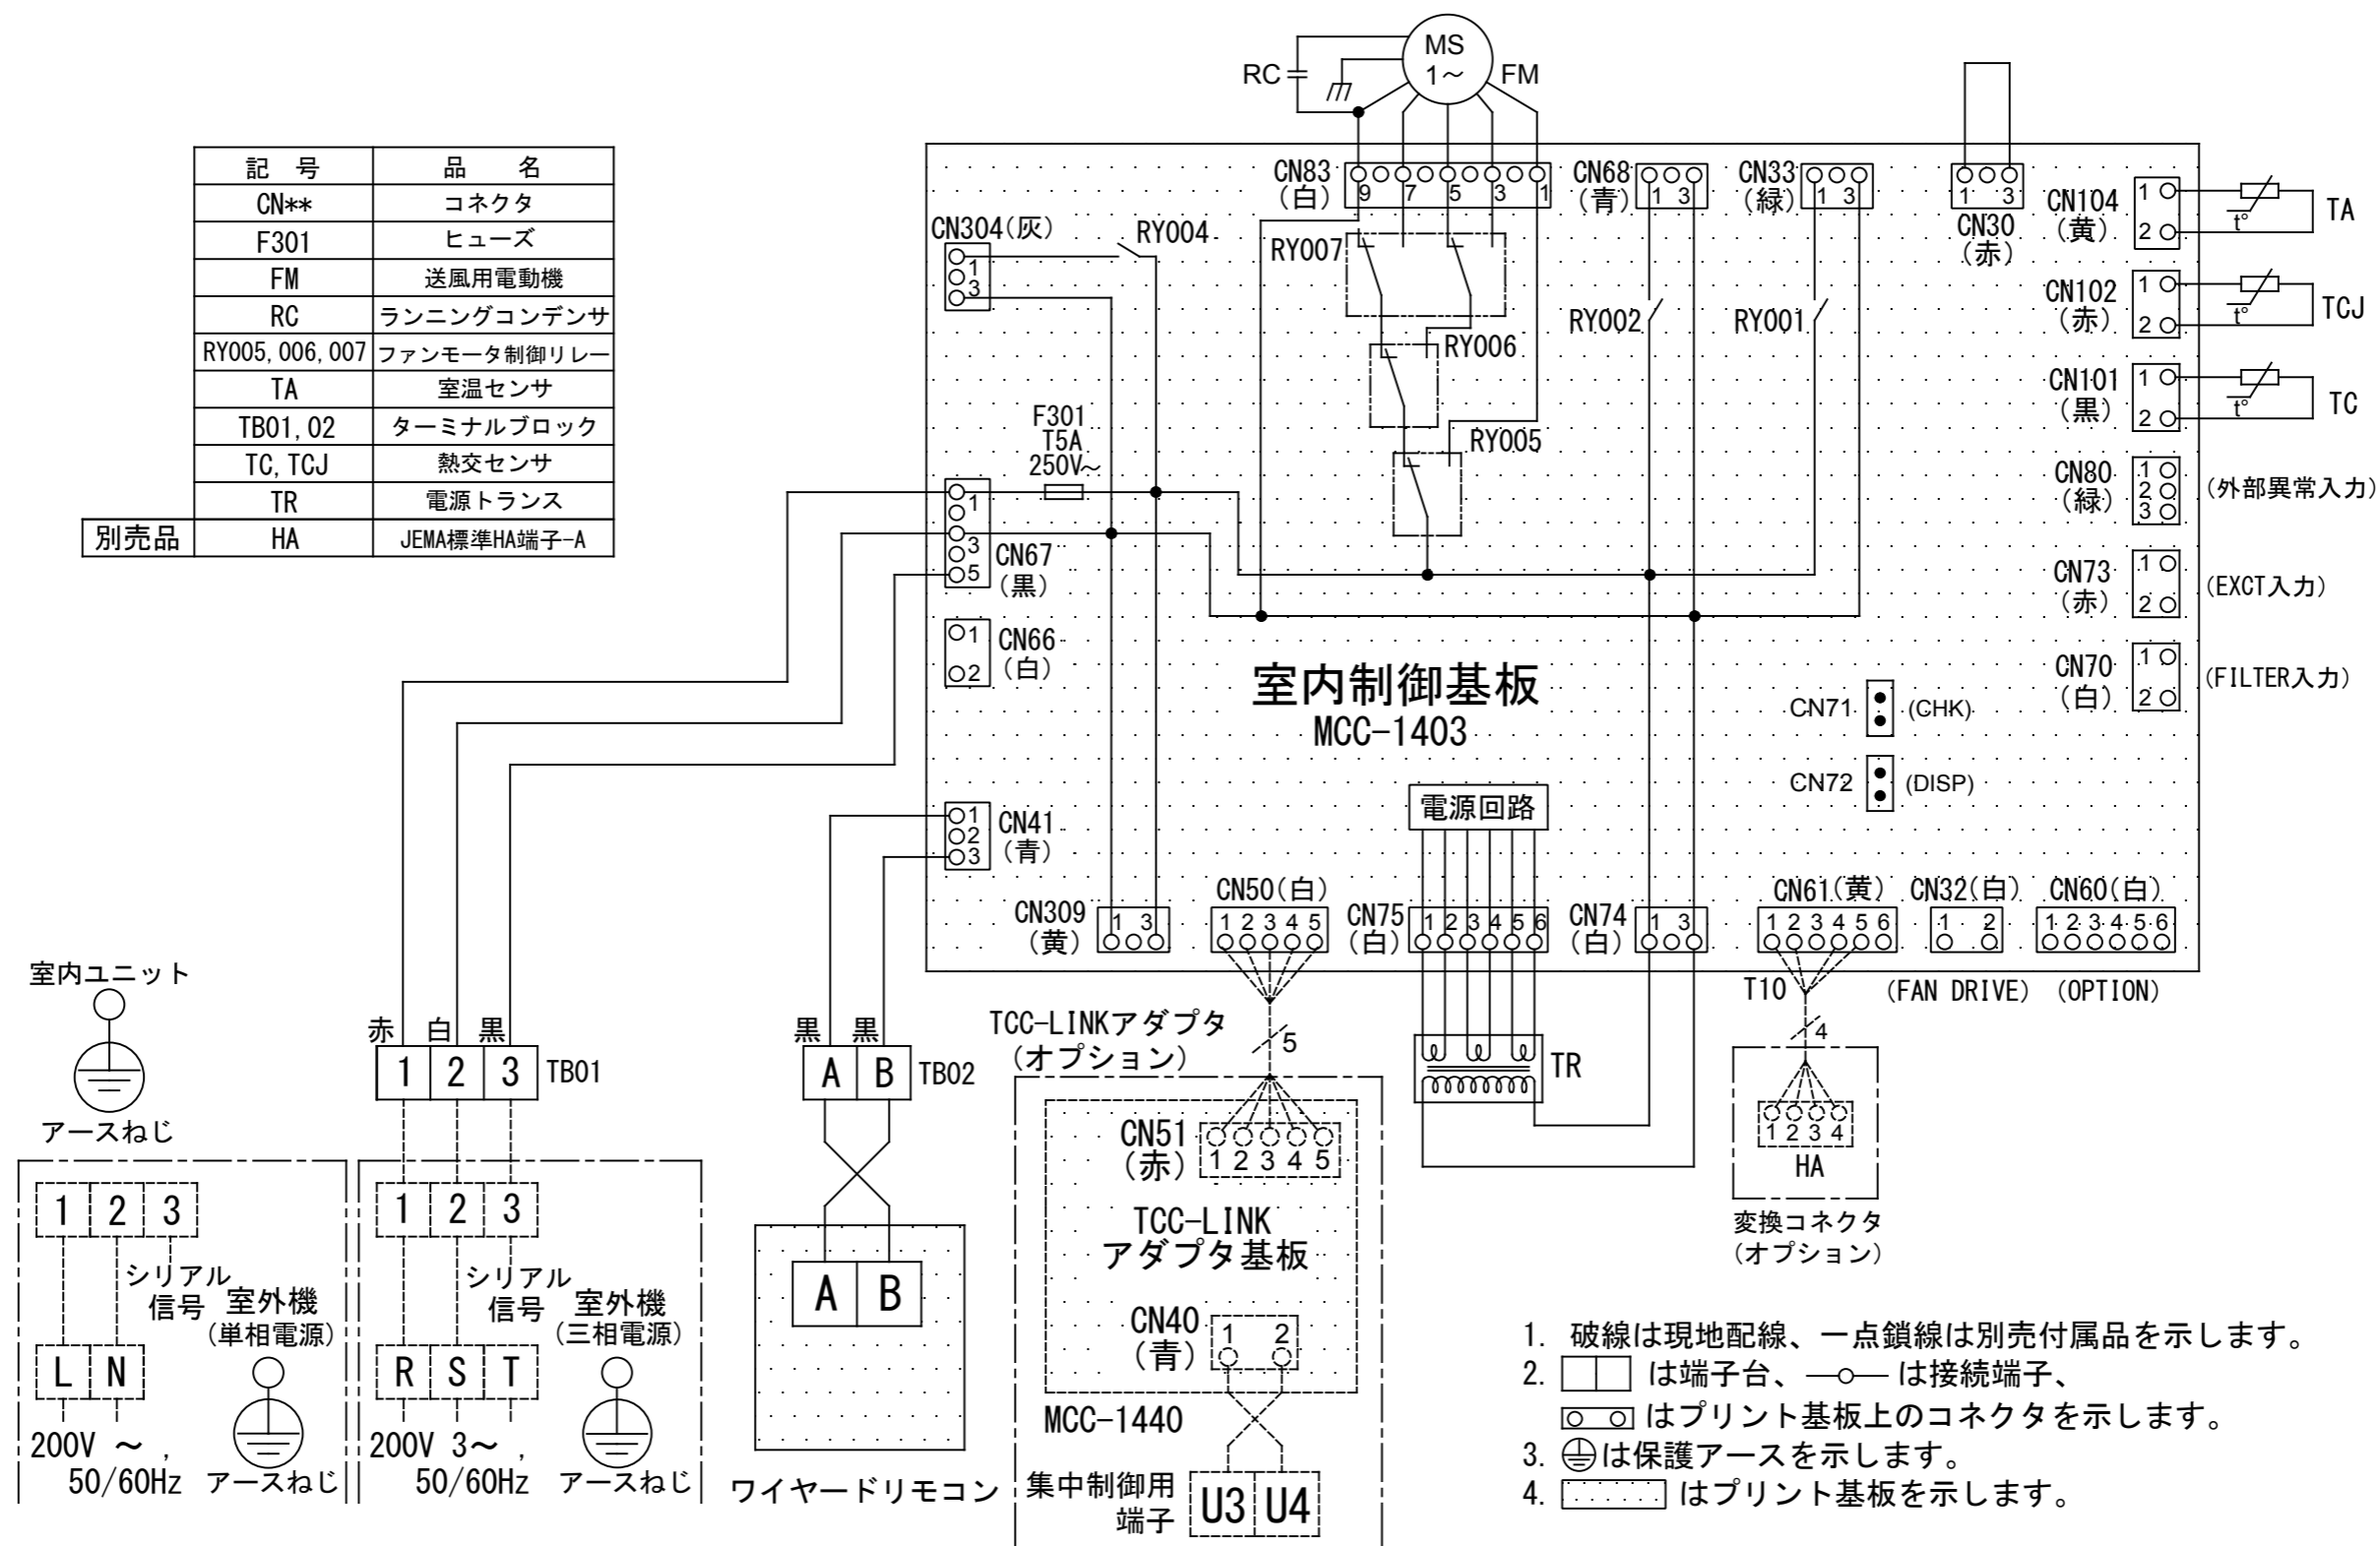 MS
1～
RC
FM
記 号 品 名
CN** コネクタ
F301 ヒューズ
FM 送風用電動機
RC ランニングコンデンサ
RY005,006,007 ファンモータ制御リレー
TA 室温センサ
TB01,02 ターミナルブロック
TC,TCJ 熱交センサ
TR 電源トランス
別売品 HA JEMA標準HA端子-A
CN83
(白)
9 7 5 3 1
CN68
(青)
1 3
CN33
(緑)
1 3
1 3
CN30
(赤)
CN104
(黄)
1
2
t°
TA
CN102
(赤)
1
2
t°
TCJ
CN101
(黒)
1
2
t°
TC
CN80
(緑)
1
2
3
(外部異常入力)
CN73
(赤)
1
2
(EXCT入力)
CN70
(白)
1
2
(FILTER入力)
CN304(灰)
1
3
RY004
RY007
RY006
RY005
RY002
RY001
F301
T5A
250V～
1
3
5
CN67
(黒)
1
2
CN66
(白)
室内制御基板
MCC-1403
CN71
(CHK)
CN72
(DISP)
1
2
3
CN41
(青)
電源回路
CN309
(黄)
1 3
CN50(白)
1 2 3 4 5
CN75
(白)
1 2 3 4 5 6
CN74
(白)
1 3
CN61(黄)
1 2 3 4 5 6
CN32(白)
1 2
CN60(白)
1 2 3 4 5 6
T10
(FAN DRIVE)
(OPTION)
室内ユニット
アースねじ
赤 白 黒
1 2 3
TB01
黒 黒
A B
TB02
TCC-LINKアダプタ
(オプション)
5
TR
4
1 2 3 4
HA
変換コネクタ
(オプション)
CN51
(赤)
1 2 3 4 5
TCC-LINK
アダプタ基板
CN40
(青)
1 2
MCC-1440
集中制御用
端子
U3 U4
1 2 3
シリアル
信号
室外機
(単相電源)
L N
200V ～ ,
50/60Hz
アースねじ
1 2 3
シリアル
信号
室外機
(三相電源)
R S T
200V 3～ ,
50/60Hz
アースねじ
A B
ワイヤードリモコン
1. 破線は現地配線、一点鎖線は別売付属品を示します。
2. は端子台、 は接続端子、
はプリント基板上のコネクタを示します。
3. は保護アースを示します。
4. はプリント基板を示します。